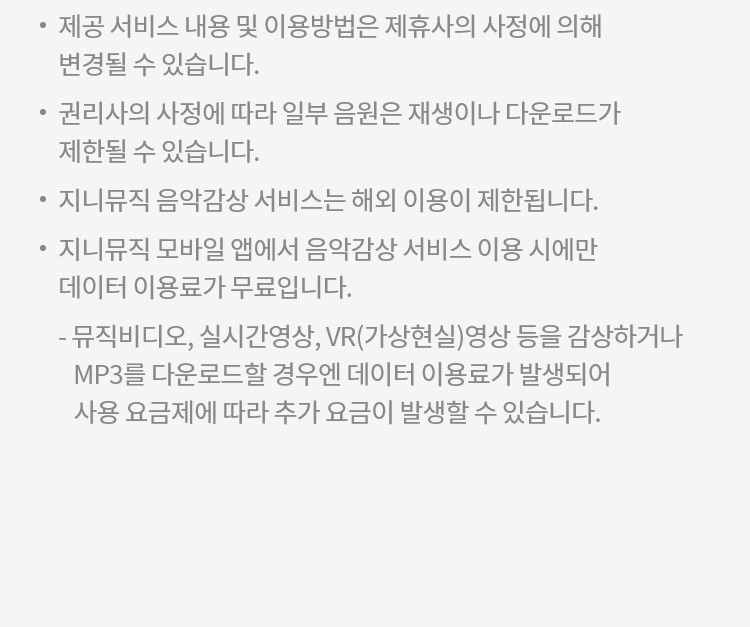 • 제공 서비스 내용 및 이용방법은 제휴사의 사정에 의해
변경될 수 있습니다.
• 권리사의 사정에 따라 일부 음원은 재생이나 다운로드가
제한될 수 있습니다.
• 지니뮤직 음악감상 서비스는 해외 이용이 제한됩니다.
• 지니뮤직 모바일 앱에서 음악감상 서비스 이용 시에만
데이터 이용료가 무료입니다.
- 뮤직비디오, 실시간영상, VR(가상현실)영상 등을 감상하거나
MP3를 다운로드할 경우엔 데이터 이용료가 발생되어
사용 요금제에 따라 추가 요금이 발생할 수 있습니다.